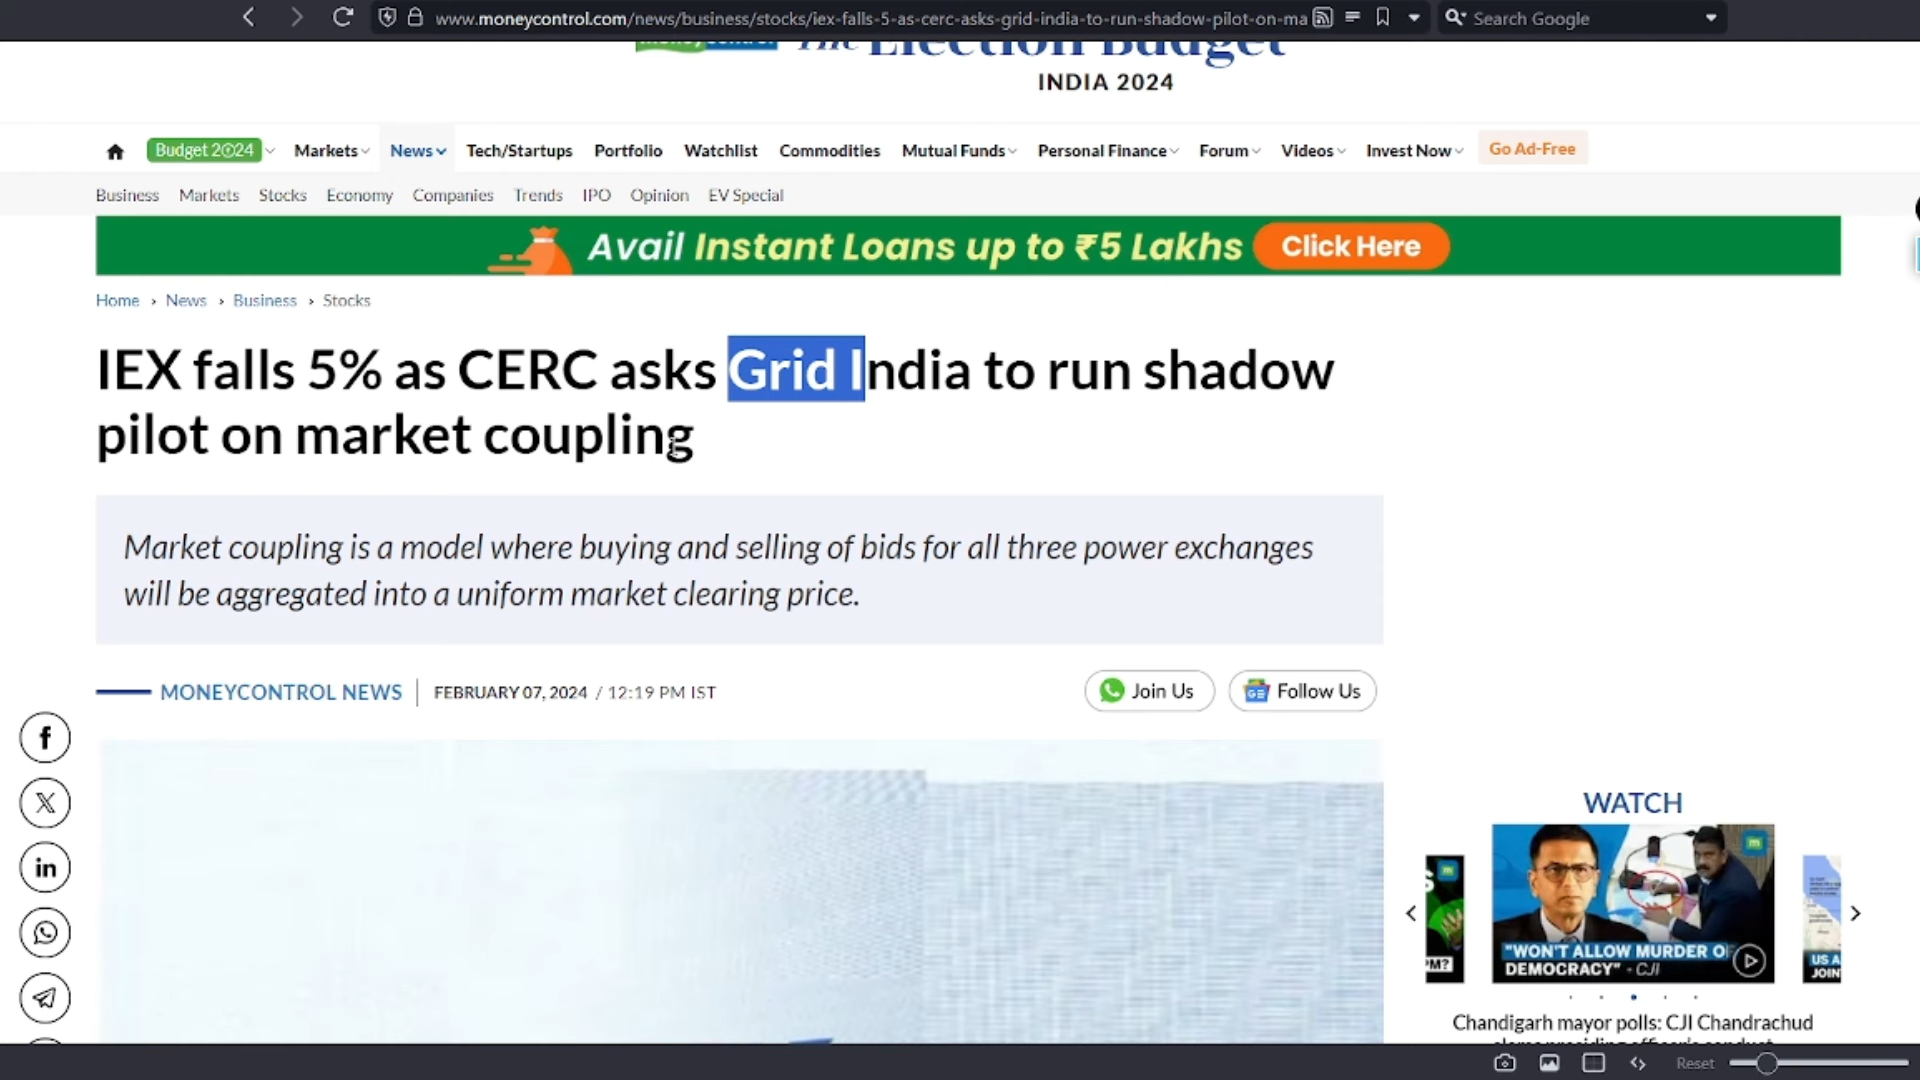 www.moneycontrol.com/news/business/stocks/iex-falls-5-as-cerc-asks-grid-india-to-run-shadow-pilot-on-ma
Search Google
The Election Budget
INDIA 2024
Budget 2024 Markets News Tech/Startups Portfolio Watchlist Commodities Mutual Funds Personal Finance Forum Videos Invest Now Go Ad-Free
Business Markets Stocks Economy Companies Trends IPO Opinion EV Special
Avail Instant Loans up to ₹5 Lakhs Click Here
Home › News › Business › Stocks
IEX falls 5% as CERC asks Grid India to run shadow
pilot on market coupling
Market coupling is a model where buying and selling of bids for all three power exchanges
will be aggregated into a uniform market clearing price.
MONEYCONTROL NEWS | FEBRUARY 07, 2024 / 12:19 PM IST
Join Us
Follow Us
WATCH
"WON'T ALLOW MURDER OF
DEMOCRACY" - CJI
PM?
US A
JOIN
Chandigarh mayor polls: CJI Chandrachud
Reset